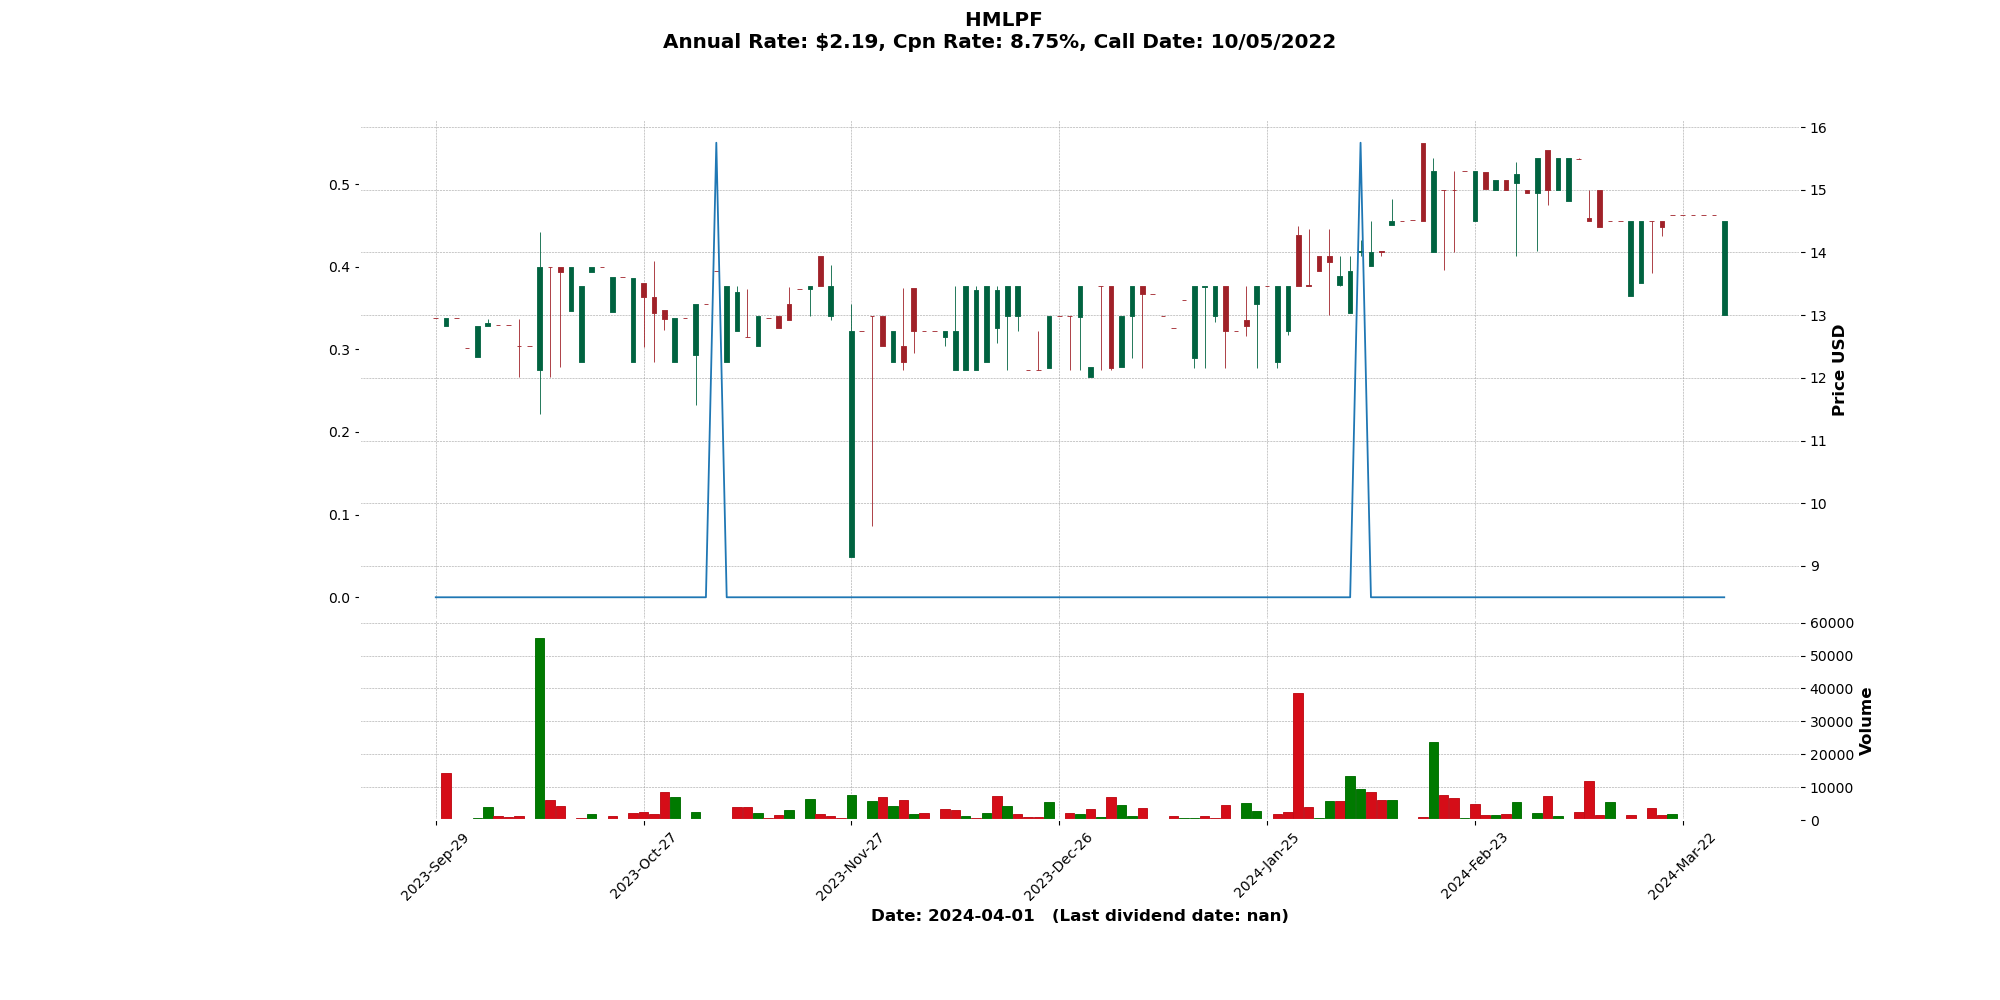 HMLPF
Annual Rate: $2.19, Cpn Rate: 8.75%, Call Date: 10/05/2022
0.5
0.4
0.3
0.2
0.1
0.0
16
15
14
13
12
11
10
9
Price USD
60000
50000
40000
30000
20000
10000
0
Volume
2023-Sep-29
2023-Oct-27
2023-Nov-27
2023-Dec-26
2024-Jan-25
2024-Feb-23
2024-Mar-22
Date: 2024-04-01 (Last dividend date: nan)